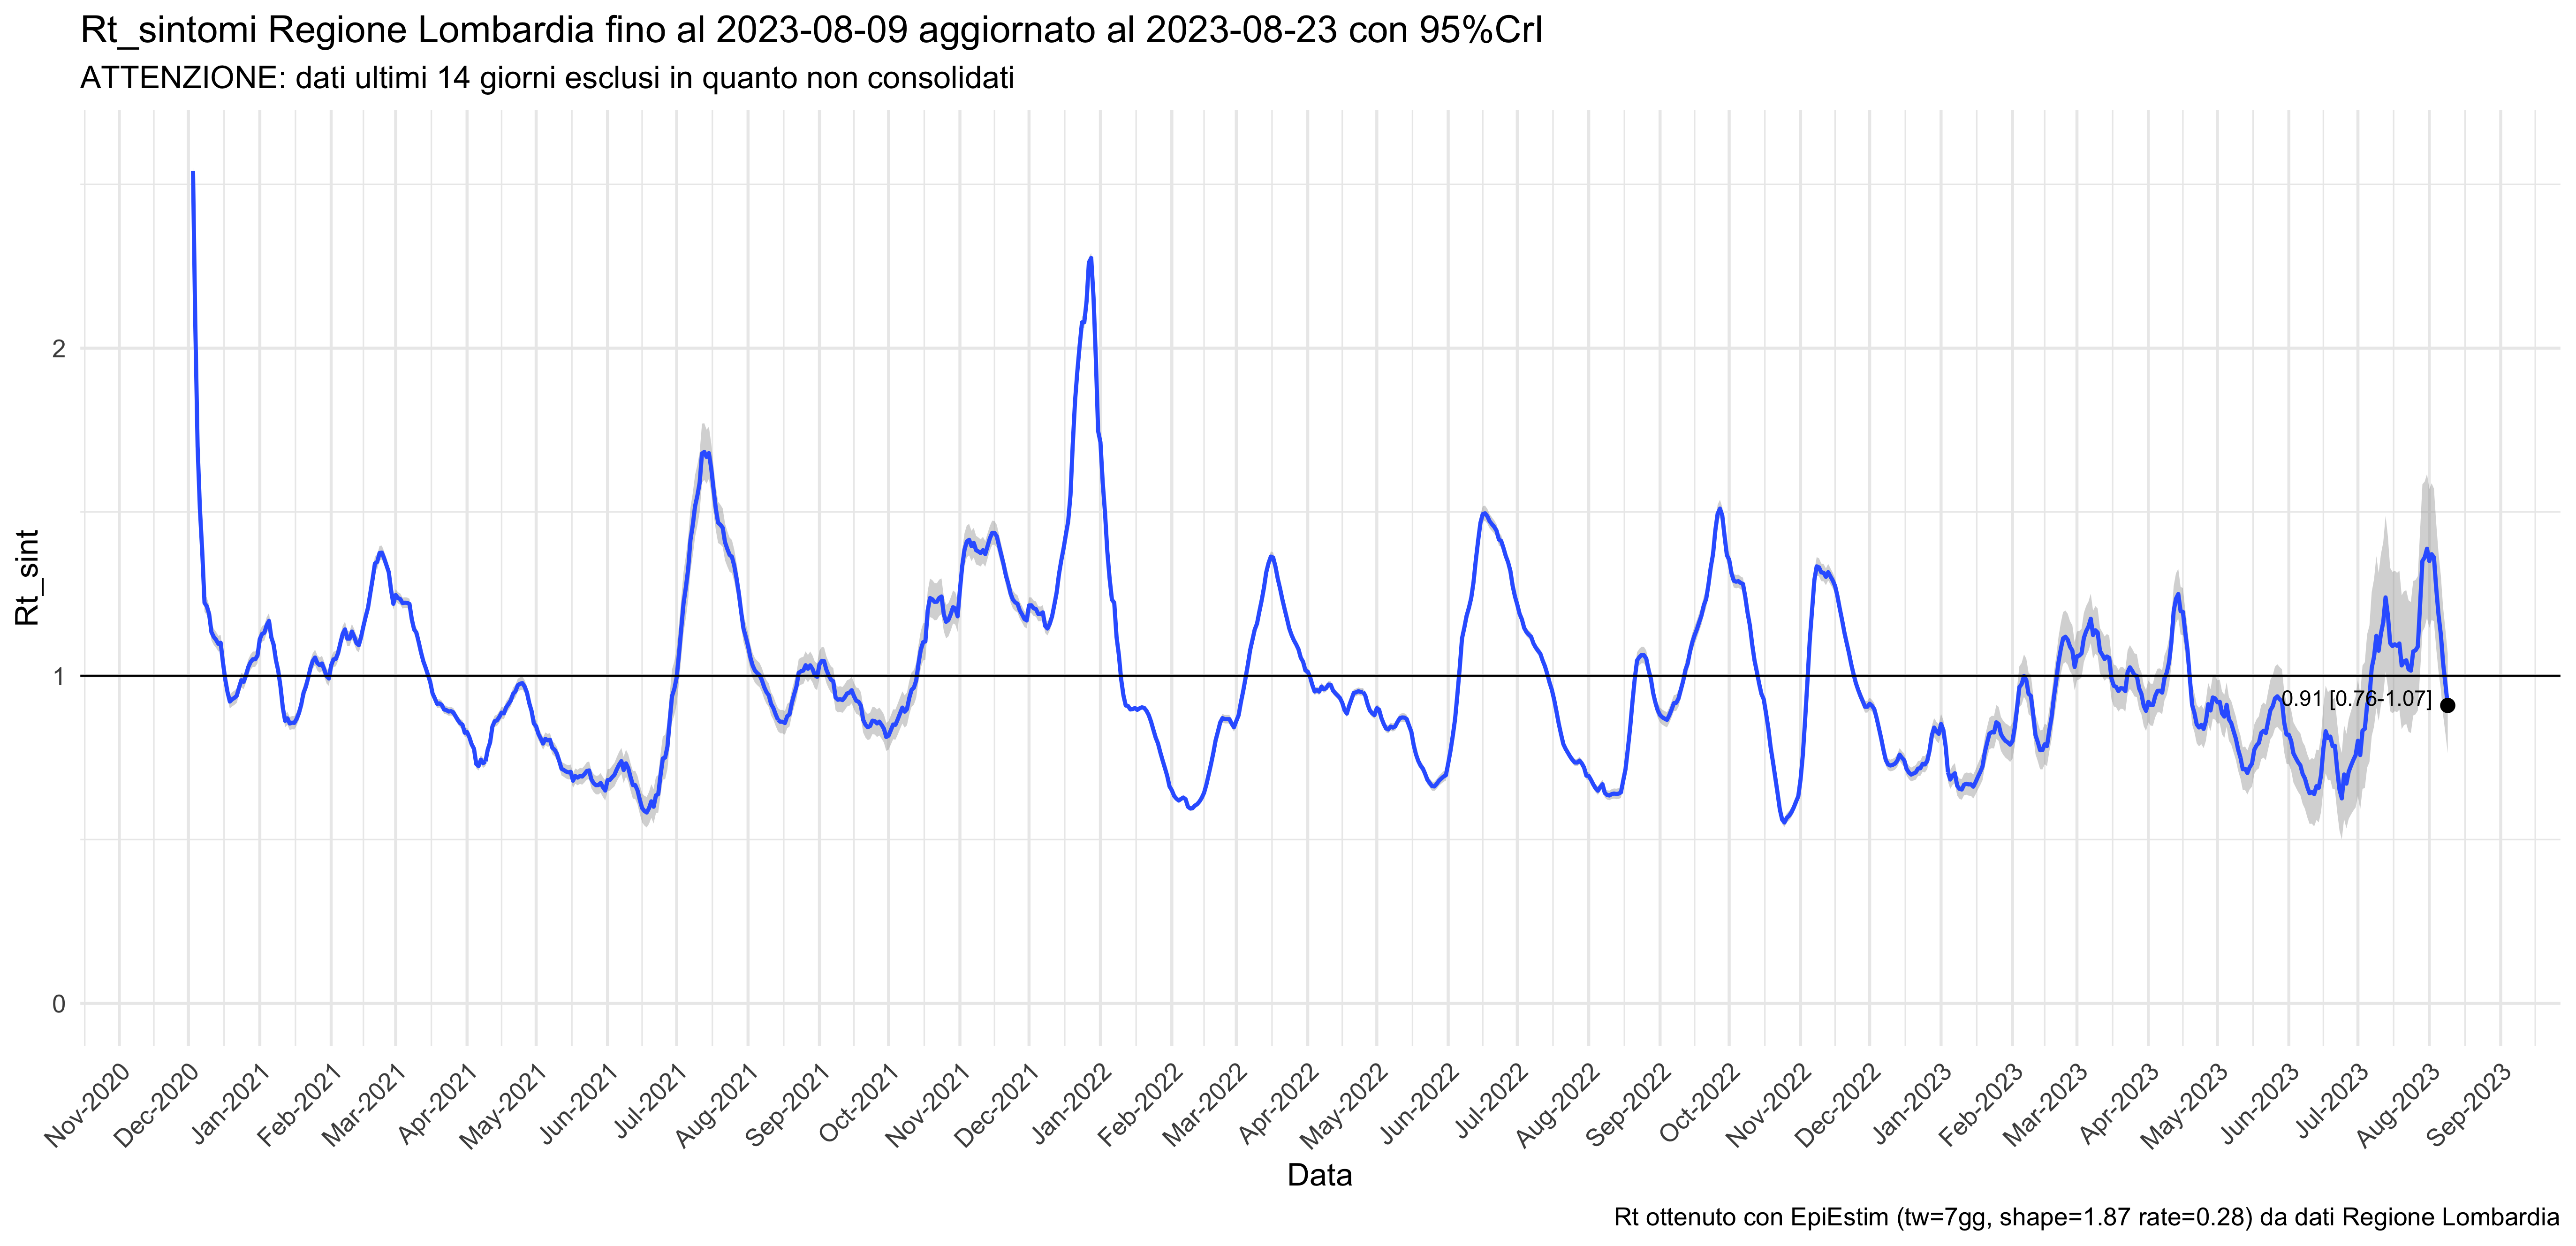 Rt_sintomi Regione Lombardia fino al 2023-08-09 aggiornato al 2023-08-23 con 95%CrI
ATTENZIONE: dati ultimi 14 giorni esclusi in quanto non consolidati
Rt_sint
2
1
0
0.91 [0.76-1.07]
Nov-2020
Dec-2020
Jan-2021
Feb-2021
Mar-2021
Apr-2021
May-2021
Jun-2021
Jul-2021
Aug-2021
Sep-2021
Oct-2021
Nov-2021
Dec-2021
Jan-2022
Feb-2022
Mar-2022
Apr-2022
May-2022
Jun-2022
Jul-2022
Aug-2022
Sep-2022
Oct-2022
Nov-2022
Dec-2022
Jan-2023
Feb-2023
Mar-2023
Apr-2023
May-2023
Jun-2023
Jul-2023
Aug-2023
Sep-2023
Data
Rt ottenuto con EpiEstim (tw=7gg, shape=1.87 rate=0.28) da dati Regione Lombardia